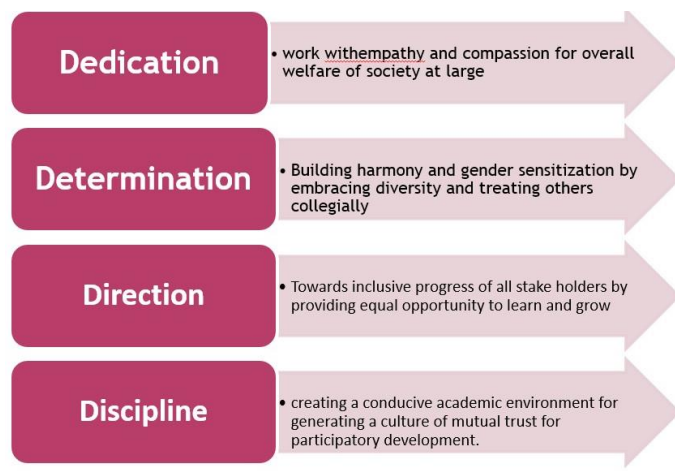 Dedication
• work withempathy and compassion for overall
welfare of society at large
Determination
• Building harmony and gender sensitization by
embracing diversity and treating others
collegially
Direction
• Towards inclusive progress of all stake holders by
providing equal opportunity to learn and grow
Discipline
• creating a conducive academic environment for
generating a culture of mutual trust for
participatory development.